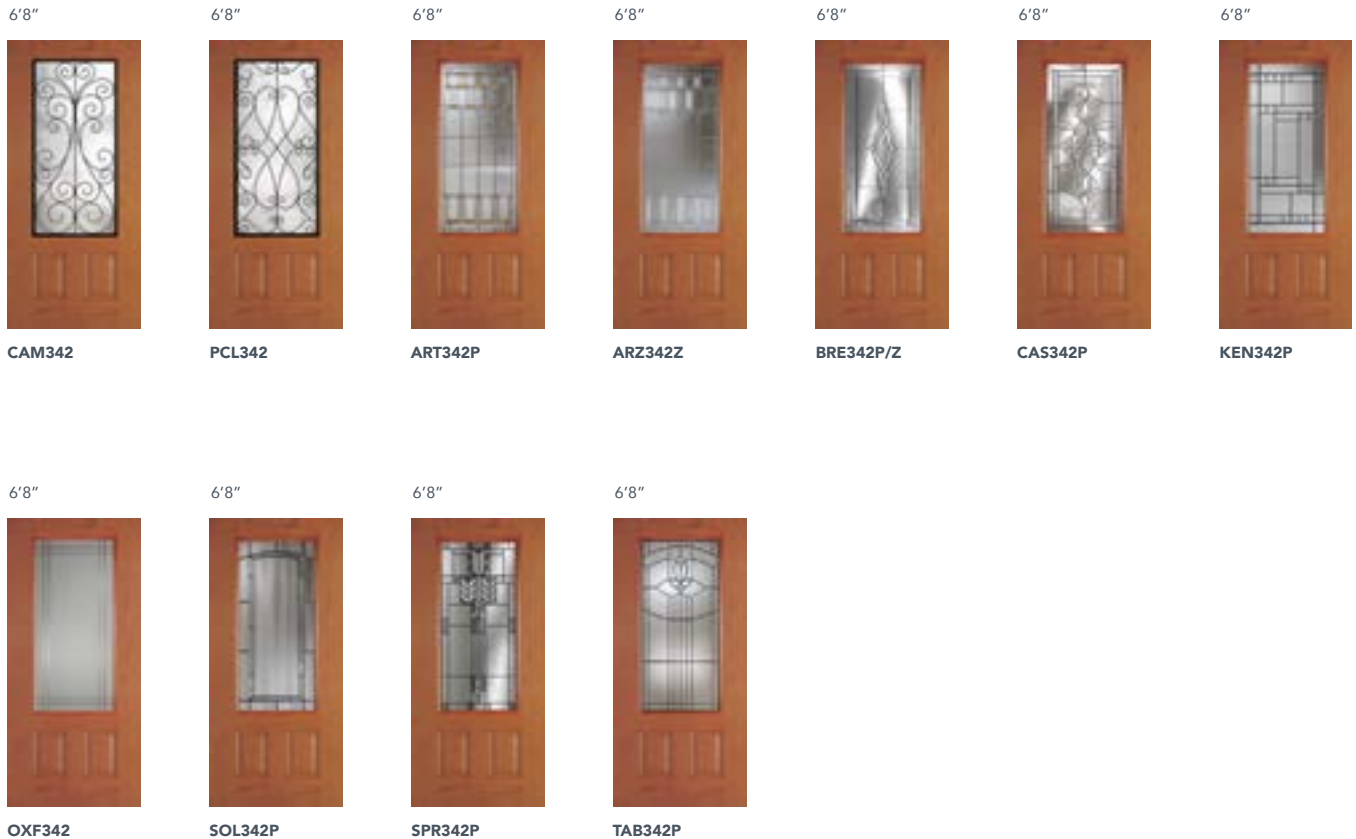 6’8” 6’8” 6’8” 6’8” 6’8” 6’8” 6’8”
CAM342 PCL342 ART342P ARZ342Z BRE342P/Z CAS342P KEN342P
6’8” 6’8” 6’8” 6’8”
OXF342 SOL342P SPR342P TAB342P